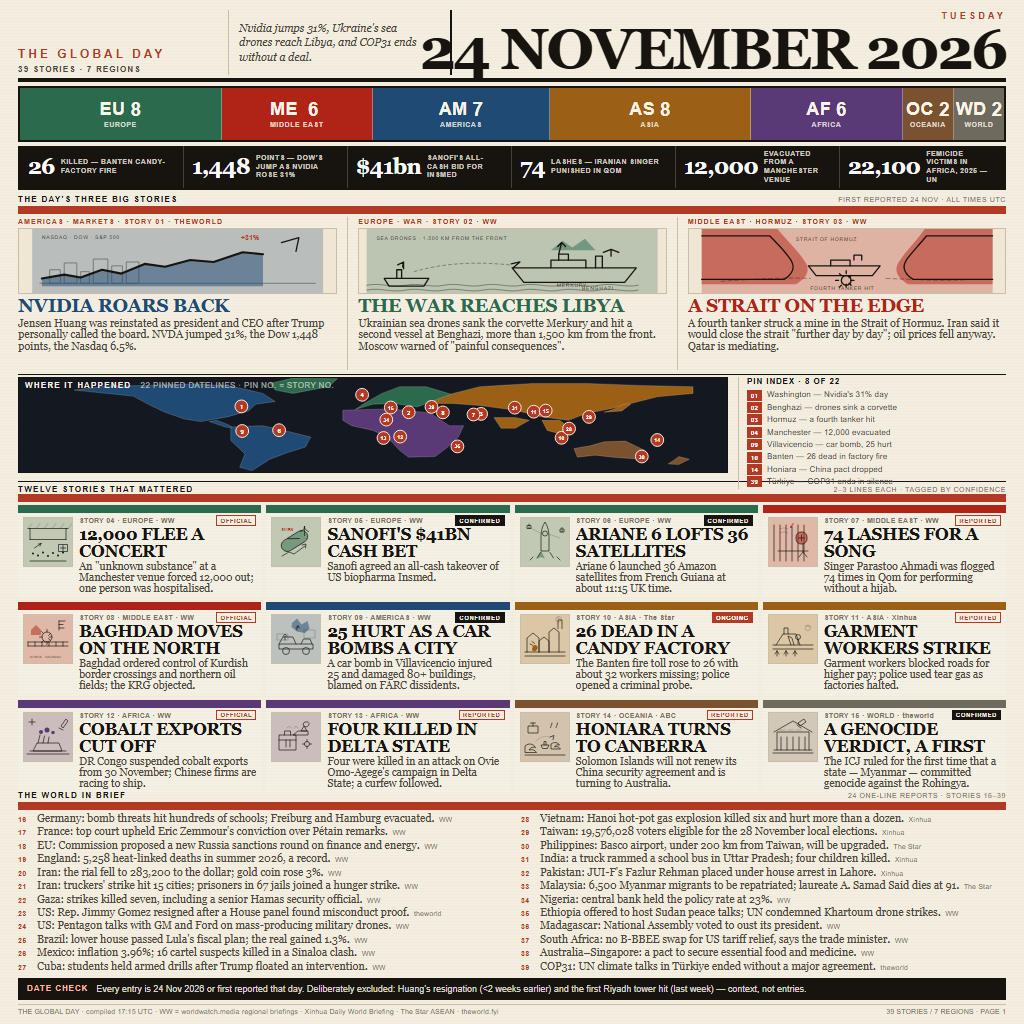 TUESDAY
THE GLOBAL DAY
39 STORIES · 7 REGIONS
Nvidia jumps 31%, Ukraine's sea
drones reach Libya, and COP31 ends
without a deal.
24 NOVEMBER 2026
EU 8
EUROPE
ME 6
MIDDLE EAST
AM 7
AMERICAS
AS 8
ASIA
AF 6
AFRICA
OC 2
OCEANIA
WD 2
WORLD
26 KILLED — BANTEN CANDY-
FACTORY FIRE
1,448 POINTS — DOW'S
JUMP AS NVIDIA
ROSE 31%
$41bn SANOFI'S ALL-
CASH BID FOR
INSMED
74 LASHES — IRANIAN SINGER
PUNISHED IN QOM
12,000 EVACUATED
FROM A
MANCHESTER
VENUE
22,100 FEMICIDE
VICTIMS IN
AFRICA, 2025 —
UN
THE DAY'S THREE BIG STORIES
FIRST REPORTED 24 NOV · ALL TIMES UTC
AMERICAS · MARKETS · STORY 01 · THEWORLD
NASDAQ · DOW · S&P 500
+31%
NVIDIA ROARS BACK
Jensen Huang was reinstated as president and CEO after Trump
personally called the board. NVDA jumped 31%, the Dow 1,448
points, the Nasdaq 6.5%.
EUROPE · WAR · STORY 02 · WW
SEA DRONES · 1,500 KM FROM THE FRONT
MERKURY
BENGHAZI
THE WAR REACHES LIBYA
Ukrainian sea drones sank the corvette Merkury and hit a
second vessel at Benghazi, more than 1,500 km from the front.
Moscow warned of "painful consequences".
MIDDLE EAST · HORMUZ · STORY 03 · WW
STRAIT OF HORMUZ
FOURTH TANKER HIT
A STRAIT ON THE EDGE
A fourth tanker struck a mine in the Strait of Hormuz. Iran said it
would close the strait "further day by day"; oil prices fell anyway.
Qatar is mediating.
WHERE IT HAPPENED 22 PINNED DATELINES · PIN NO. = STORY NO.
PIN INDEX · 8 OF 22
01 Washington — Nvidia's 31% day
02 Benghazi — drones sink a corvette
03 Hormuz — a fourth tanker hit
04 Manchester — 12,000 evacuated
09 Villavicencio — car bomb, 25 hurt
10 Banten — 26 dead in factory fire
14 Honiara — China pact dropped
39 Türkiye — COP31 ends in silence
TWELVE STORIES THAT MATTERED
2–3 LINES EACH · TAGGED BY CONFIDENCE
STORY 04 · EUROPE · WW
OFFICIAL
12,000 FLEE A
CONCERT
An "unknown substance" at a
Manchester venue forced 12,000 out;
one person was hospitalised.
STORY 05 · EUROPE · WW
CONFIRMED
SANOFI'S $41BN
CASH BET
Sanofi agreed an all-cash takeover of
US biopharma Insmed.
STORY 06 · EUROPE · WW
CONFIRMED
ARIANE 6 LOFTS 36
SATELLITES
Ariane 6 launched 36 Amazon
satellites from French Guiana at
about 11:15 UK time.
STORY 07 · MIDDLE EAST · WW
REPORTED
74 LASHES FOR A
SONG
Singer Parastoo Ahmadi was flogged
74 times in Qom for performing
without a hijab.
STORY 08 · MIDDLE EAST · WW
OFFICIAL
BAGHDAD MOVES
ON THE NORTH
Baghdad ordered control of Kurdish
border crossings and northern oil
fields; the KRG objected.
STORY 09 · AMERICAS · WW
CONFIRMED
25 HURT AS A CAR
BOMBS A CITY
A car bomb in Villavicencio injured
25 and damaged 80+ buildings,
blamed on FARC dissidents.
STORY 10 · ASIA · The Star
ONGOING
26 DEAD IN A
CANDY FACTORY
The Banten fire toll rose to 26 with
about 32 workers missing; police
opened a criminal probe.
STORY 11 · ASIA · Xinhua
REPORTED
GARMENT
WORKERS STRIKE
Garment workers blocked roads for
higher pay; police used tear gas as
factories halted.
STORY 12 · AFRICA · WW
OFFICIAL
COBALT EXPORTS
CUT OFF
DR Congo suspended cobalt exports
from 30 November; Chinese firms are
racing to ship.
STORY 13 · AFRICA · WW
REPORTED
FOUR KILLED IN
DELTA STATE
Four were killed in an attack on Ovie
Omo-Agege's campaign in Delta
State; a curfew followed.
STORY 14 · OCEANIA · ABC
REPORTED
HONIARA TURNS
TO CANBERRA
Solomon Islands will not renew its
China security agreement and is
turning to Australia.
STORY 15 · WORLD · theworld
CONFIRMED
A GENOCIDE
VERDICT, A FIRST
The ICJ ruled for the first time that a
state — Myanmar — committed
genocide against the Rohingya.
THE WORLD IN BRIEF
24 ONE-LINE REPORTS · STORIES 16–39
16 Germany: bomb threats hit hundreds of schools; Freiburg and Hamburg evacuated. WW
17 France: top court upheld Eric Zemmour's conviction over Pétain remarks. WW
18 EU: Commission proposed a new Russia sanctions round on finance and energy. WW
19 England: 5,258 heat-linked deaths in summer 2026, a record. WW
20 Iran: the rial fell to 283,200 to the dollar; gold coin rose 3%. WW
21 Iran: truckers' strike hit 15 cities; prisoners in 67 jails joined a hunger strike. WW
22 Gaza: strikes killed seven, including a senior Hamas security official. WW
23 US: Rep. Jimmy Gomez resigned after a House panel found misconduct proof. theworld
24 US: Pentagon talks with GM and Ford on mass-producing military drones. WW
25 Brazil: lower house passed Lula's fiscal plan; the real gained 1.3%. WW
26 Mexico: inflation 3.96%; 16 cartel suspects killed in a Sinaloa clash. WW
27 Cuba: students held armed drills after Trump floated an intervention. WW
28 Vietnam: Hanoi hot-pot gas explosion killed six and hurt more than a dozen. Xinhua
29 Taiwan: 19,576,028 voters eligible for the 28 November local elections. Xinhua
30 Philippines: Basco airport, under 200 km from Taiwan, will be upgraded. The Star
31 India: a truck rammed a school bus in Uttar Pradesh; four children killed. Xinhua
32 Pakistan: JUI-F's Fazlur Rehman placed under house arrest in Lahore. Xinhua
33 Malaysia: 6,500 Myanmar migrants to be repatriated; laureate A. Samad Said dies at 91. The Star
34 Nigeria: central bank held the policy rate at 23%. WW
35 Ethiopia offered to host Sudan peace talks; UN condemned Khartoum drone strikes. WW
36 Madagascar: National Assembly voted to oust its president. WW
37 South Africa: no B-BBEE swap for US tariff relief, says the trade minister. WW
38 Australia–Singapore: a pact to secure essential food and medicine. WW
39 COP31: UN climate talks in Türkiye ended without a major agreement. theworld
DATE CHECK Every entry is 24 Nov 2026 or first reported that day. Deliberately excluded: Huang's resignation (<2 weeks earlier) and the first Riyadh tower hit (last week) — context, not entries.
THE GLOBAL DAY · compiled 17:15 UTC · WW = worldwatch.media regional briefings · Xinhua Daily World Briefing · The Star ASEAN · theworld.fyi
39 STORIES / 7 REGIONS · PAGE 1